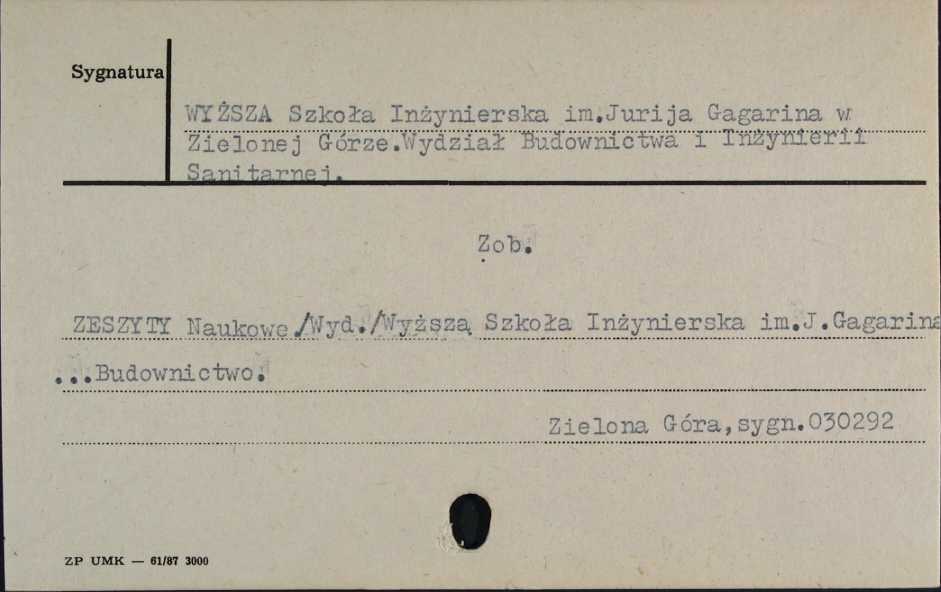 Sygnatura
WYŻSZA Szkoła Inżynierska im.Jurija Gagarina w
Zielonej Górze.Wydział Budownictwa i Inżynierii
Sanitarnej.
Zob.
ZESZYTY Naukowe/Wyd./Wyższą Szkoła Inżynierska im.J.Gagarina
...Budownictwo.
Zielona Góra,sygn.030292
ZP UMK — 61/87 3000